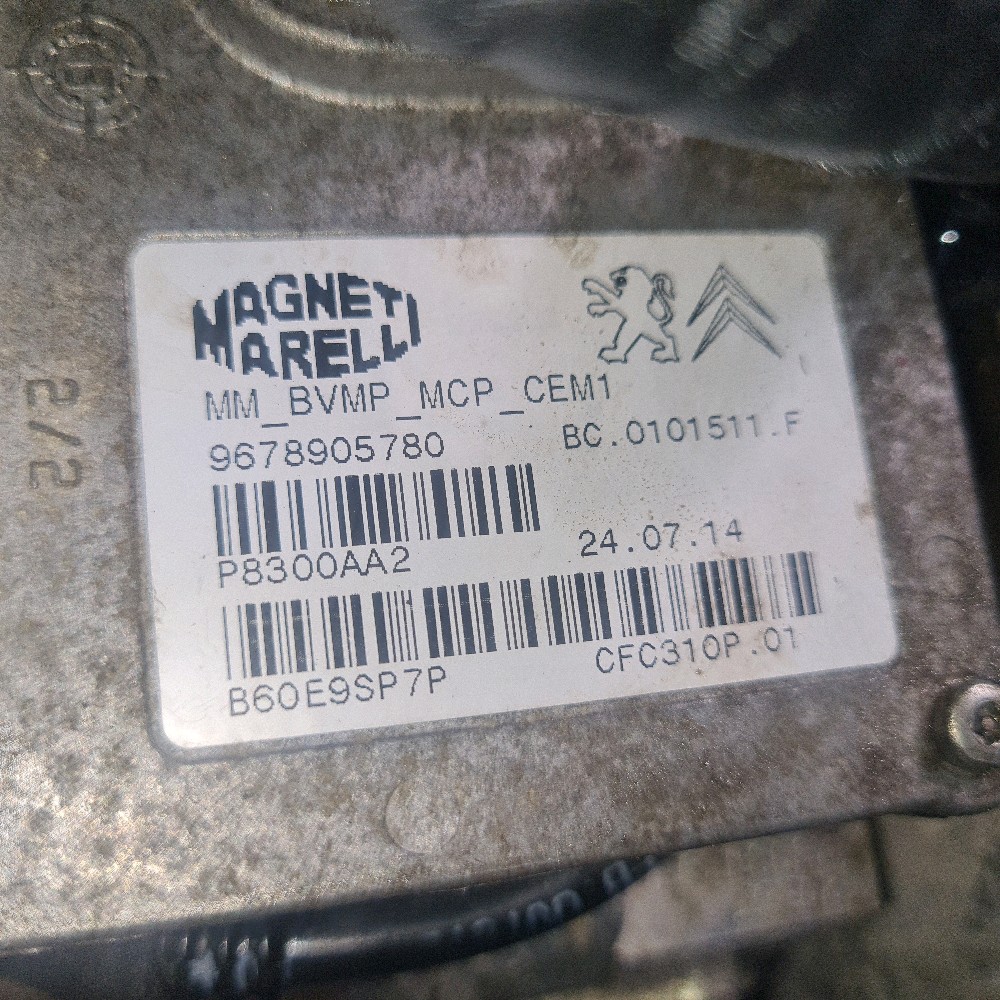 2/2
MAGNETI
MARELLI
MM_BVMP_MCP_CEM1
9678905780 BC.0101511.F
P8300AA2 24.07.14
B60E9SP7P CFC310P.01